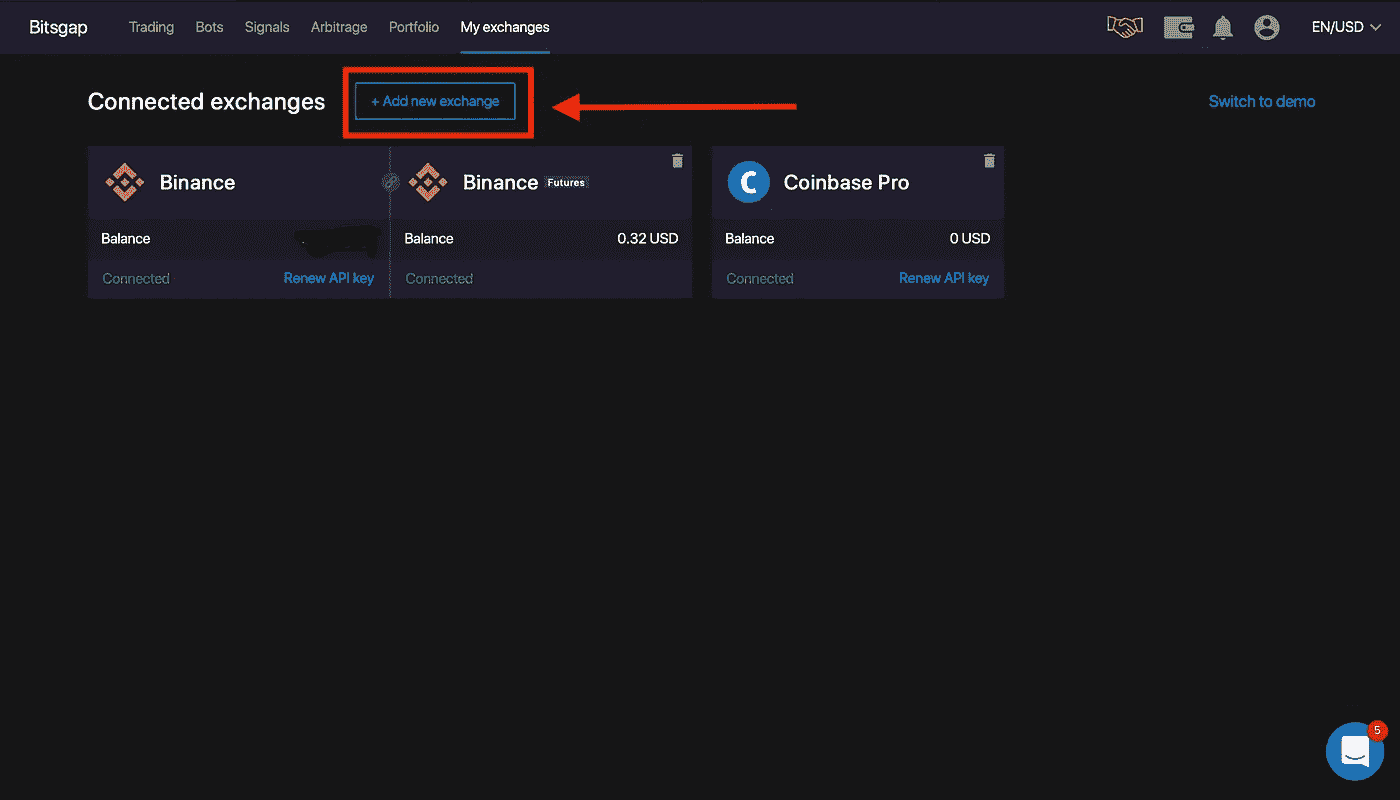 Bitsgap Trading Bots Signals Arbitrage Portfolio My exchanges EN/USD
Connected exchanges + Add new exchange Switch to demo
Binance Binance Futures C Coinbase Pro
Balance Balance 0.32 USD Balance 0 USD
Connected Renew API key Connected Connected Renew API key
5